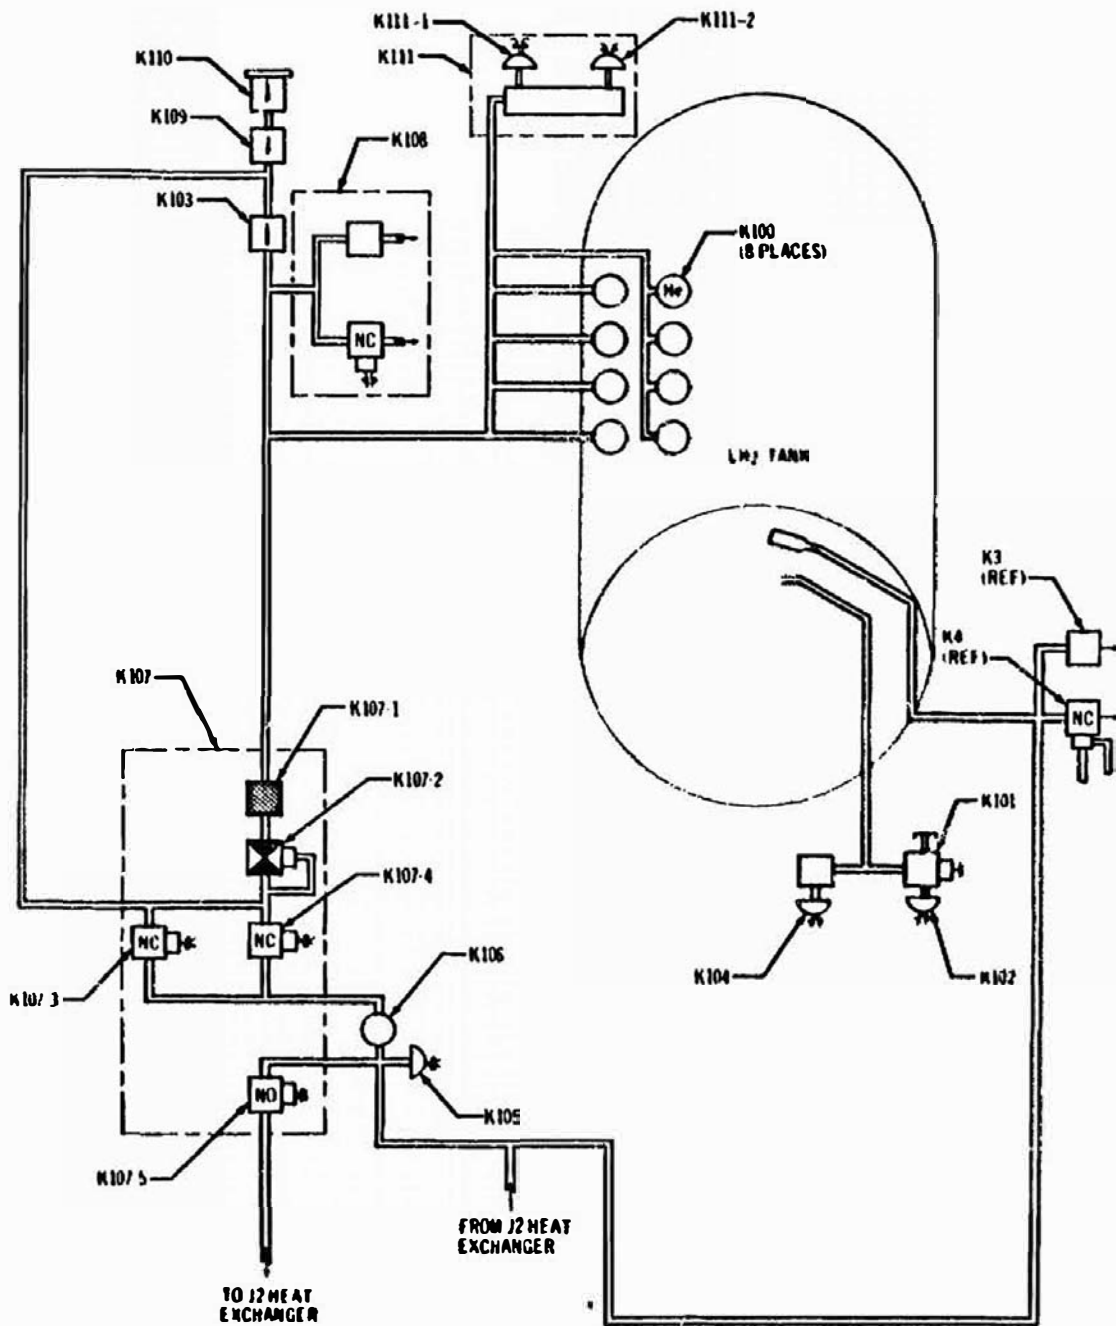 K111-1
K111-2
K111
K110
K109
K108
K103
K100
(8 PLACES)
He
NC
LH2 TANK
K3
(REF)
K4
(REF)
NC
K107
K107-1
K107-2
K101
K107-4
NC
NC
K106
K104
K102
K107 3
NO
K105
K107 5
FROM J2 HEAT
EXCHANGER
TO J2 HEAT
EXCHANGER